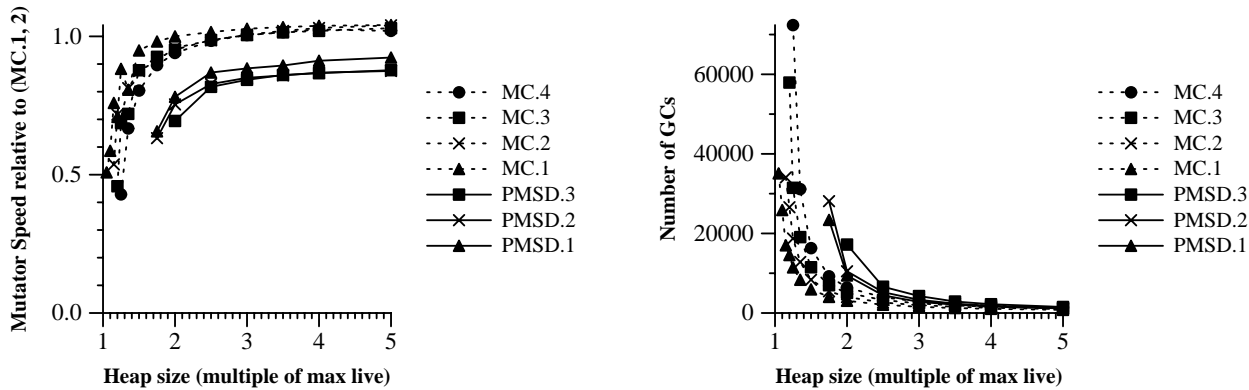 Mutator Speed relative to (MC.1, 2)
1.0
0.5
0.0
1 2 3 4 5
Heap size (multiple of max live)
MC.4
MC.3
MC.2
MC.1
PMSD.3
PMSD.2
PMSD.1
Number of GCs
60000
40000
20000
0
1 2 3 4 5
Heap size (multiple of max live)
MC.4
MC.3
MC.2
MC.1
PMSD.3
PMSD.2
PMSD.1